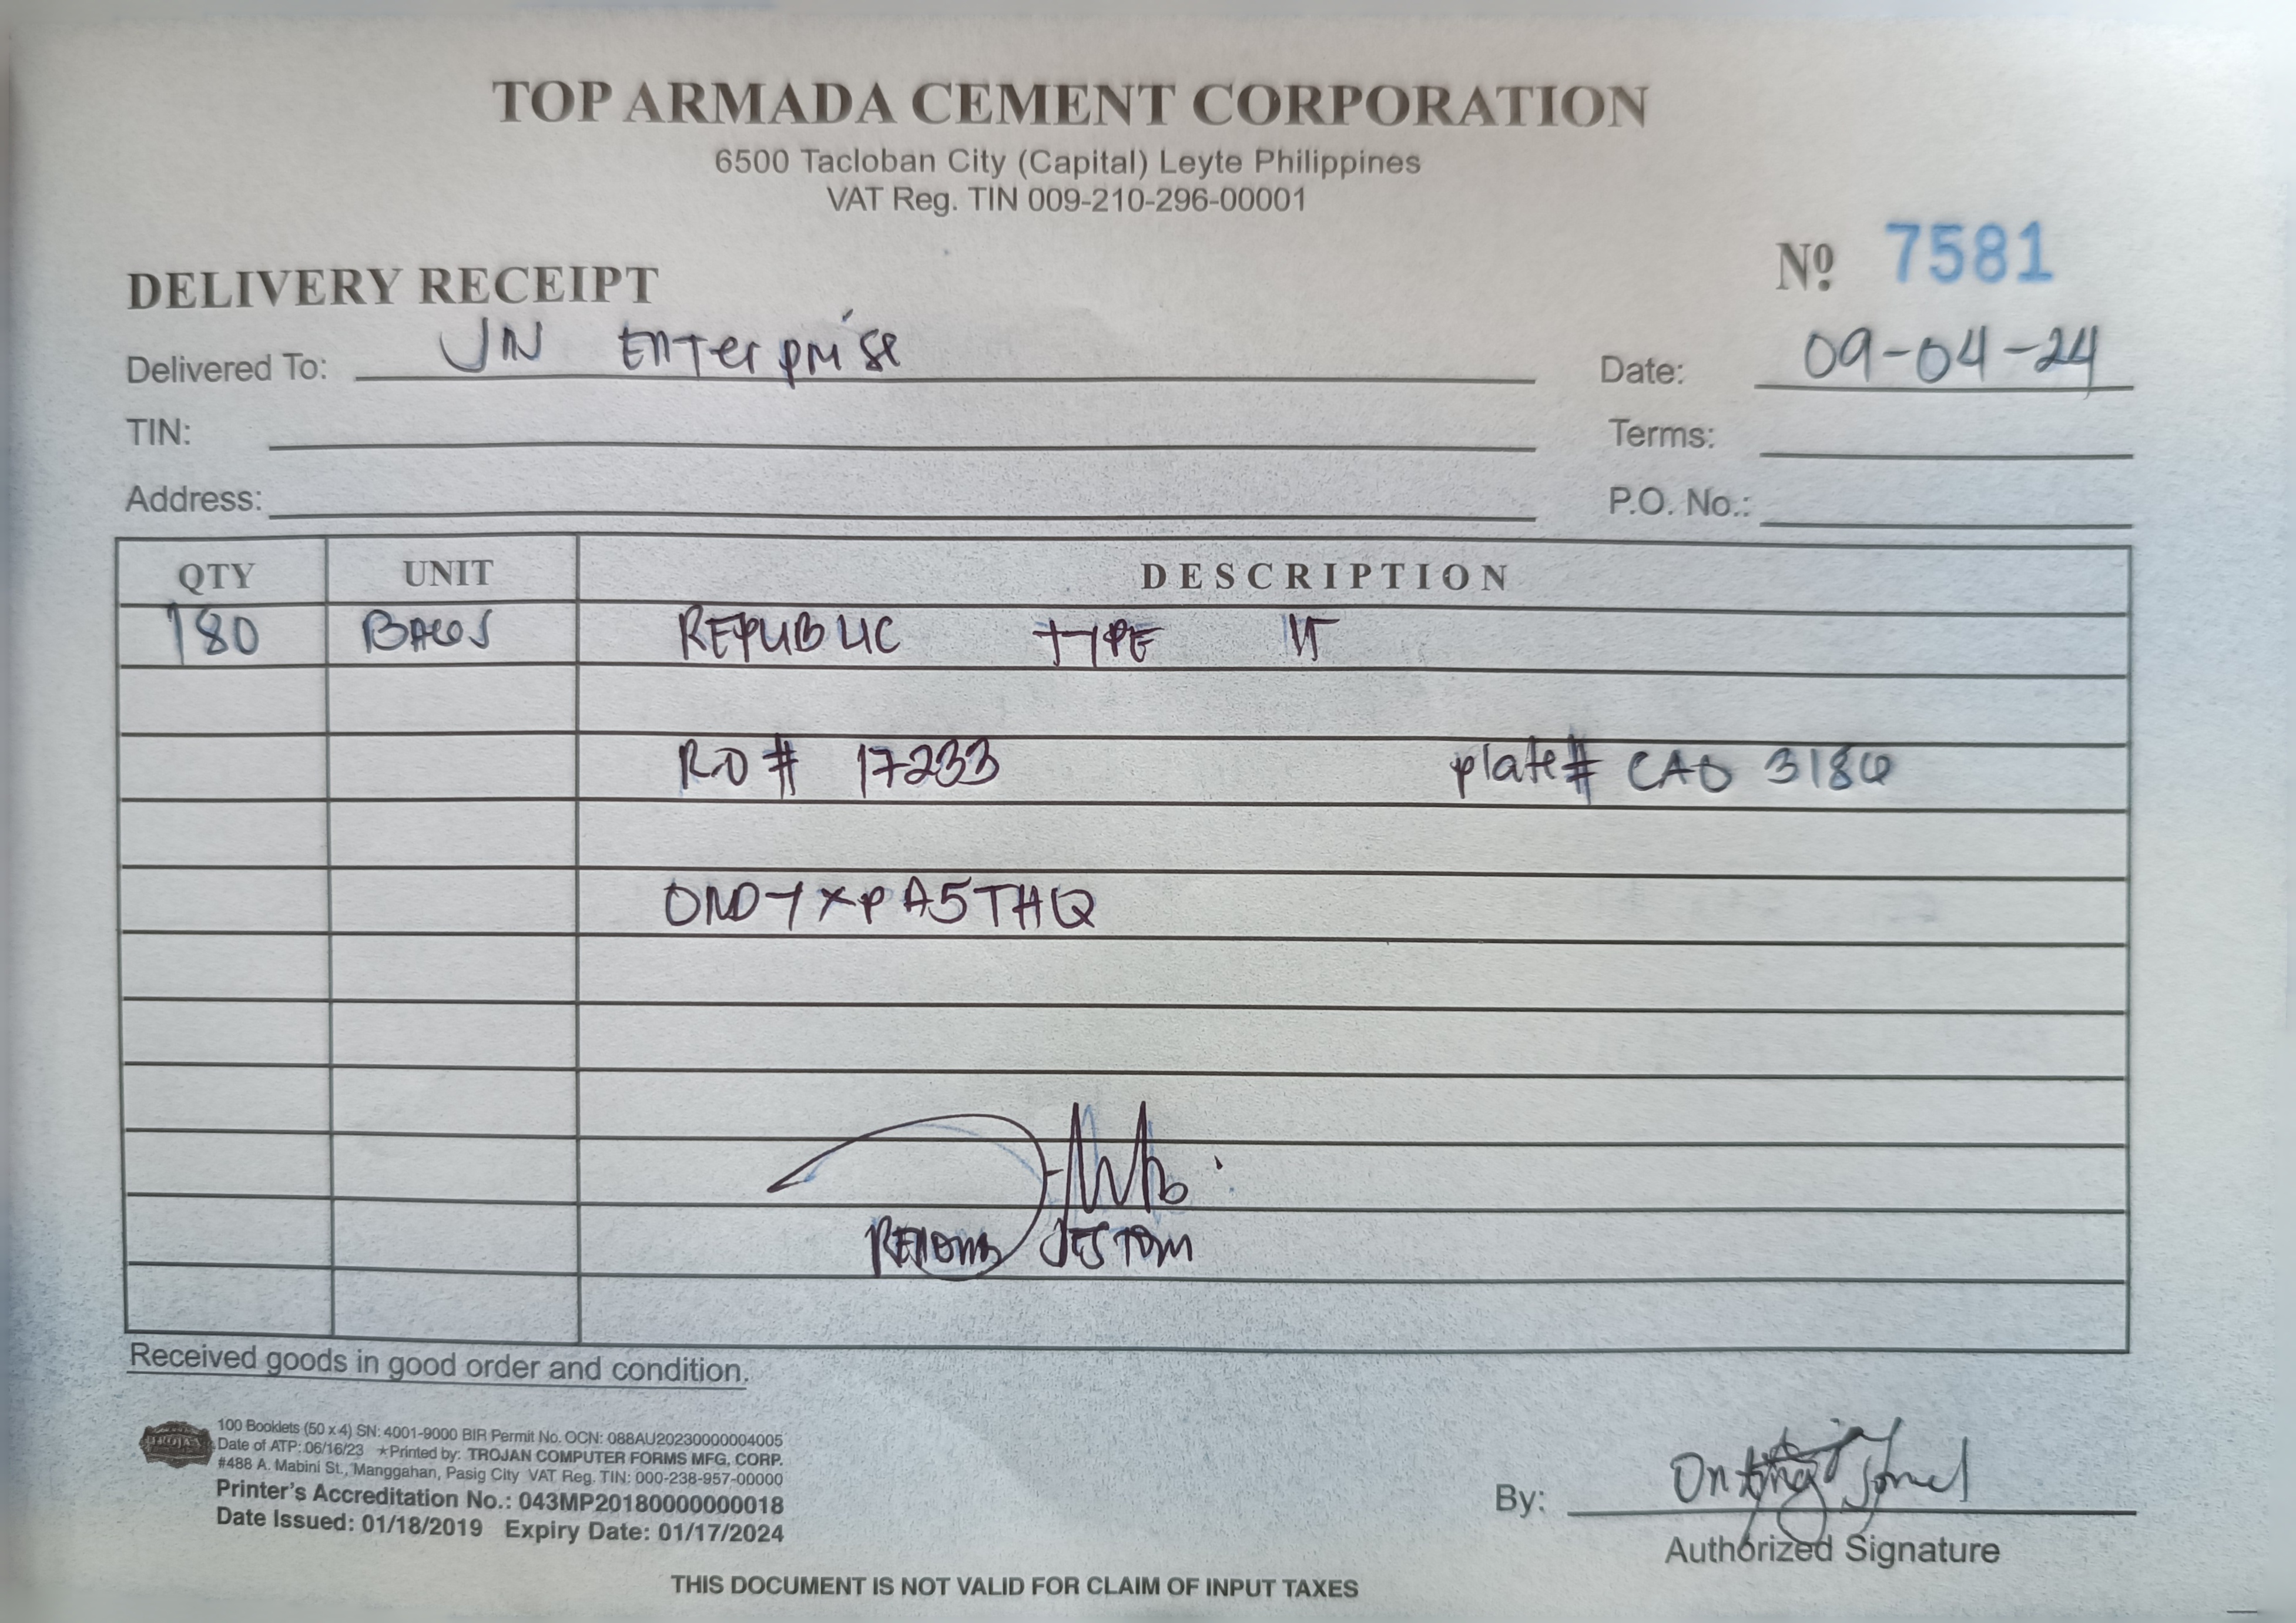 TOP ARMADA CEMENT CORPORATION
6500 Tacloban City (Capital) Leyte Philippines
VAT Reg. TIN 009-210-296-00001
DELIVERY RECEIPT
Nº 7581
Delivered To: JN Enterprise
Date: 09-04-24
TIN:
Terms:
Address:
P.O. No.:
QTY UNIT DESCRIPTION
180 BAGS REPUBLIC TYPE IT
RO # 17233 plate# CAO 3186
OND7XPA5THQ
JESTOM
Received goods in good order and condition.
TROJAN
100 Booklets (50 x 4) SN: 4001-9000 BIR Permit No. OCN: 088AU20230000004005
Date of ATP: 06/16/23 ★Printed by: TROJAN COMPUTER FORMS MFG. CORP.
#488 A. Mabini St., Manggahan, Pasig City VAT Reg. TIN: 000-238-957-00000
Printer's Accreditation No.: 043MP20180000000018
Date Issued: 01/18/2019 Expiry Date: 01/17/2024
By:
Authorized Signature
THIS DOCUMENT IS NOT VALID FOR CLAIM OF INPUT TAXES